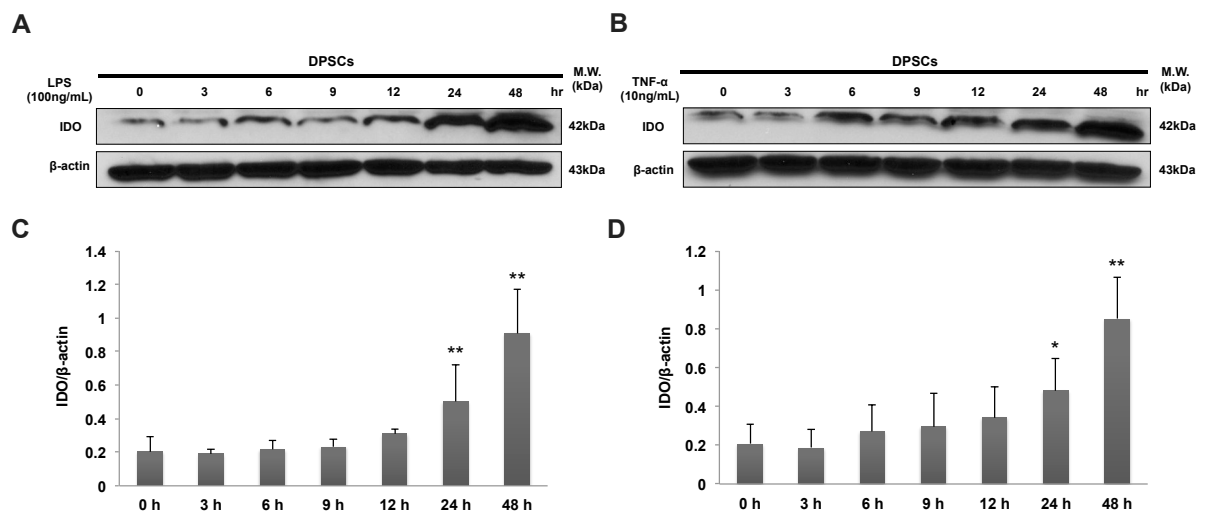 A
DPSCs
LPS
(100ng/mL)
0 3 6 9 12 24 48 hr
M.W.
(kDa)
IDO
42kDa
β-actin
43kDa
B
DPSCs
TNF-α
(10ng/mL)
0 3 6 9 12 24 48 hr
M.W.
(kDa)
IDO
42kDa
β-actin
43kDa
C
IDO/β-actin
1.4
1.2
1
0.8
0.6
0.4
0.2
0
**
**
0 h 3 h 6 h 9 h 12 h 24 h 48 h
D
IDO/β-actin
1.2
1
0.8
0.6
0.4
0.2
0
*
**
0 h 3 h 6 h 9 h 12 h 24 h 48 h